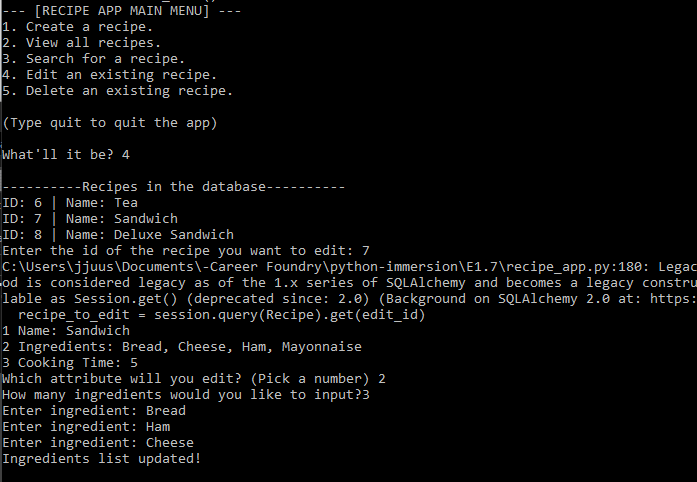 --- [RECIPE APP MAIN MENU] ---
1. Create a recipe.
2. View all recipes.
3. Search for a recipe.
4. Edit an existing recipe.
5. Delete an existing recipe.
(Type quit to quit the app)
What'll it be? 4
----------Recipes in the database----------
ID: 6 | Name: Tea
ID: 7 | Name: Sandwich
ID: 8 | Name: Deluxe Sandwich
Enter the id of the recipe you want to edit: 7
C:\Users\jjuus\Documents\-Career Foundry\python-immersion\E1.7\recipe_app.py:180: Legac
od is considered legacy as of the 1.x series of SQLAlchemy and becomes a legacy constru
lable as Session.get() (deprecated since: 2.0) (Background on SQLAlchemy 2.0 at: https:
  recipe_to_edit = session.query(Recipe).get(edit_id)
1 Name: Sandwich
2 Ingredients: Bread, Cheese, Ham, Mayonnaise
3 Cooking Time: 5
Which attribute will you edit? (Pick a number) 2
How many ingredients would you like to input?3
Enter ingredient: Bread
Enter ingredient: Ham
Enter ingredient: Cheese
Ingredients list updated!